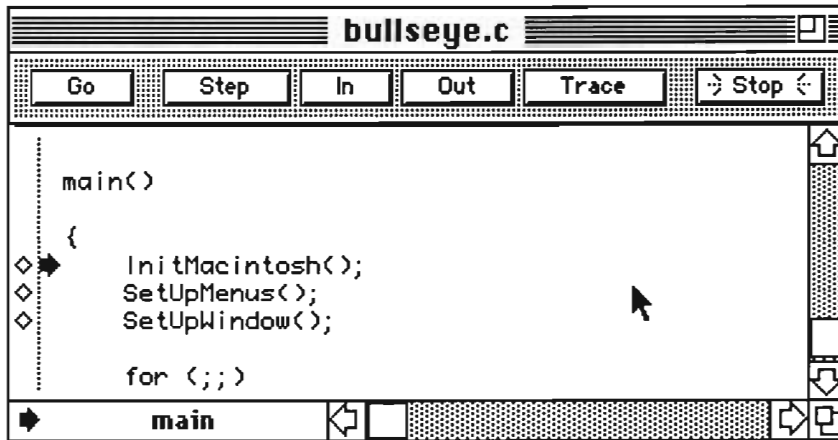 bullseye.c
Go Step In Out Trace Stop
main()
{
InitMacintosh();
SetUpMenus();
SetUpWindow();
for (;;)
main